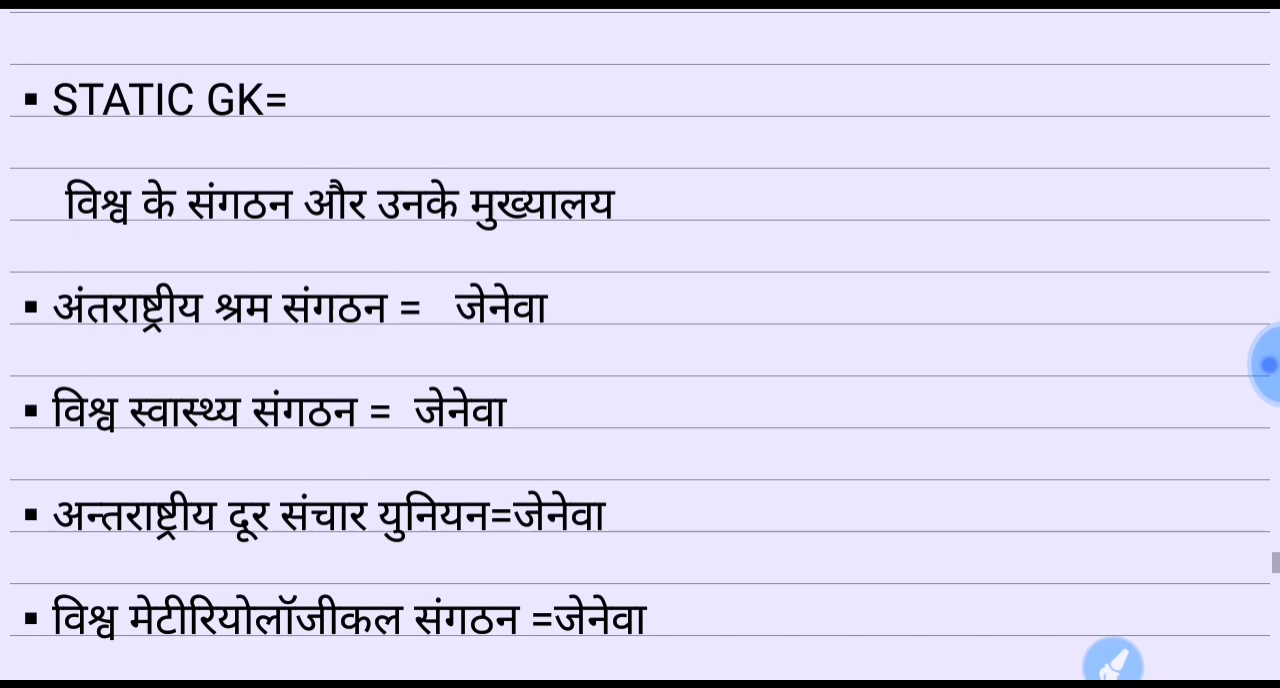 ▪ STATIC GK=
विश्व के संगठन और उनके मुख्यालय
▪ अंतराष्ट्रीय श्रम संगठन = जेनेवा
▪ विश्व स्वास्थ्य संगठन = जेनेवा
▪ अन्तराष्ट्रीय दूर संचार युनियन=जेनेवा
▪ विश्व मेटीरियोलॉजीकल संगठन =जेनेवा